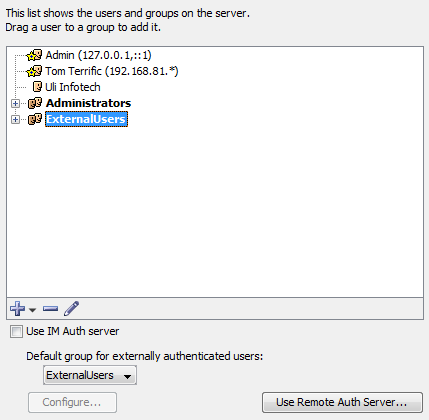 This list shows the users and groups on the server.
Drag a user to a group to add it.
Admin (127.0.0.1,::1)
Tom Terrific (192.168.81.*)
Uli Infotech
Administrators
ExternalUsers
Use IM Auth server
Default group for externally authenticated users:
ExternalUsers
Configure...
Use Remote Auth Server...